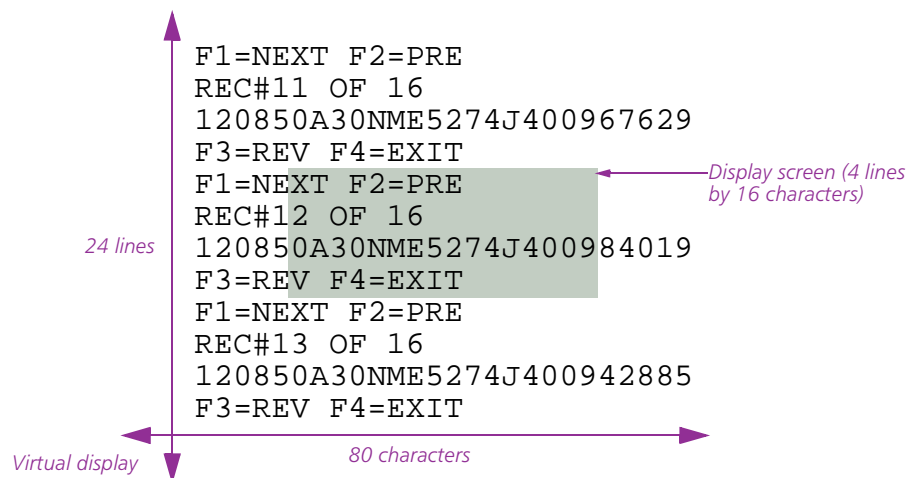 F1=NEXT F2=PRE
REC#11 OF 16
120850A30NME5274J400967629
F3=REV F4=EXIT
F1=NEXT F2=PRE
REC#12 OF 16
120850A30NME5274J400984019
F3=REV F4=EXIT
F1=NEXT F2=PRE
REC#13 OF 16
120850A30NME5274J400942885
F3=REV F4=EXIT
Display screen (4 lines
by 16 characters)
24 lines
80 characters
Virtual display